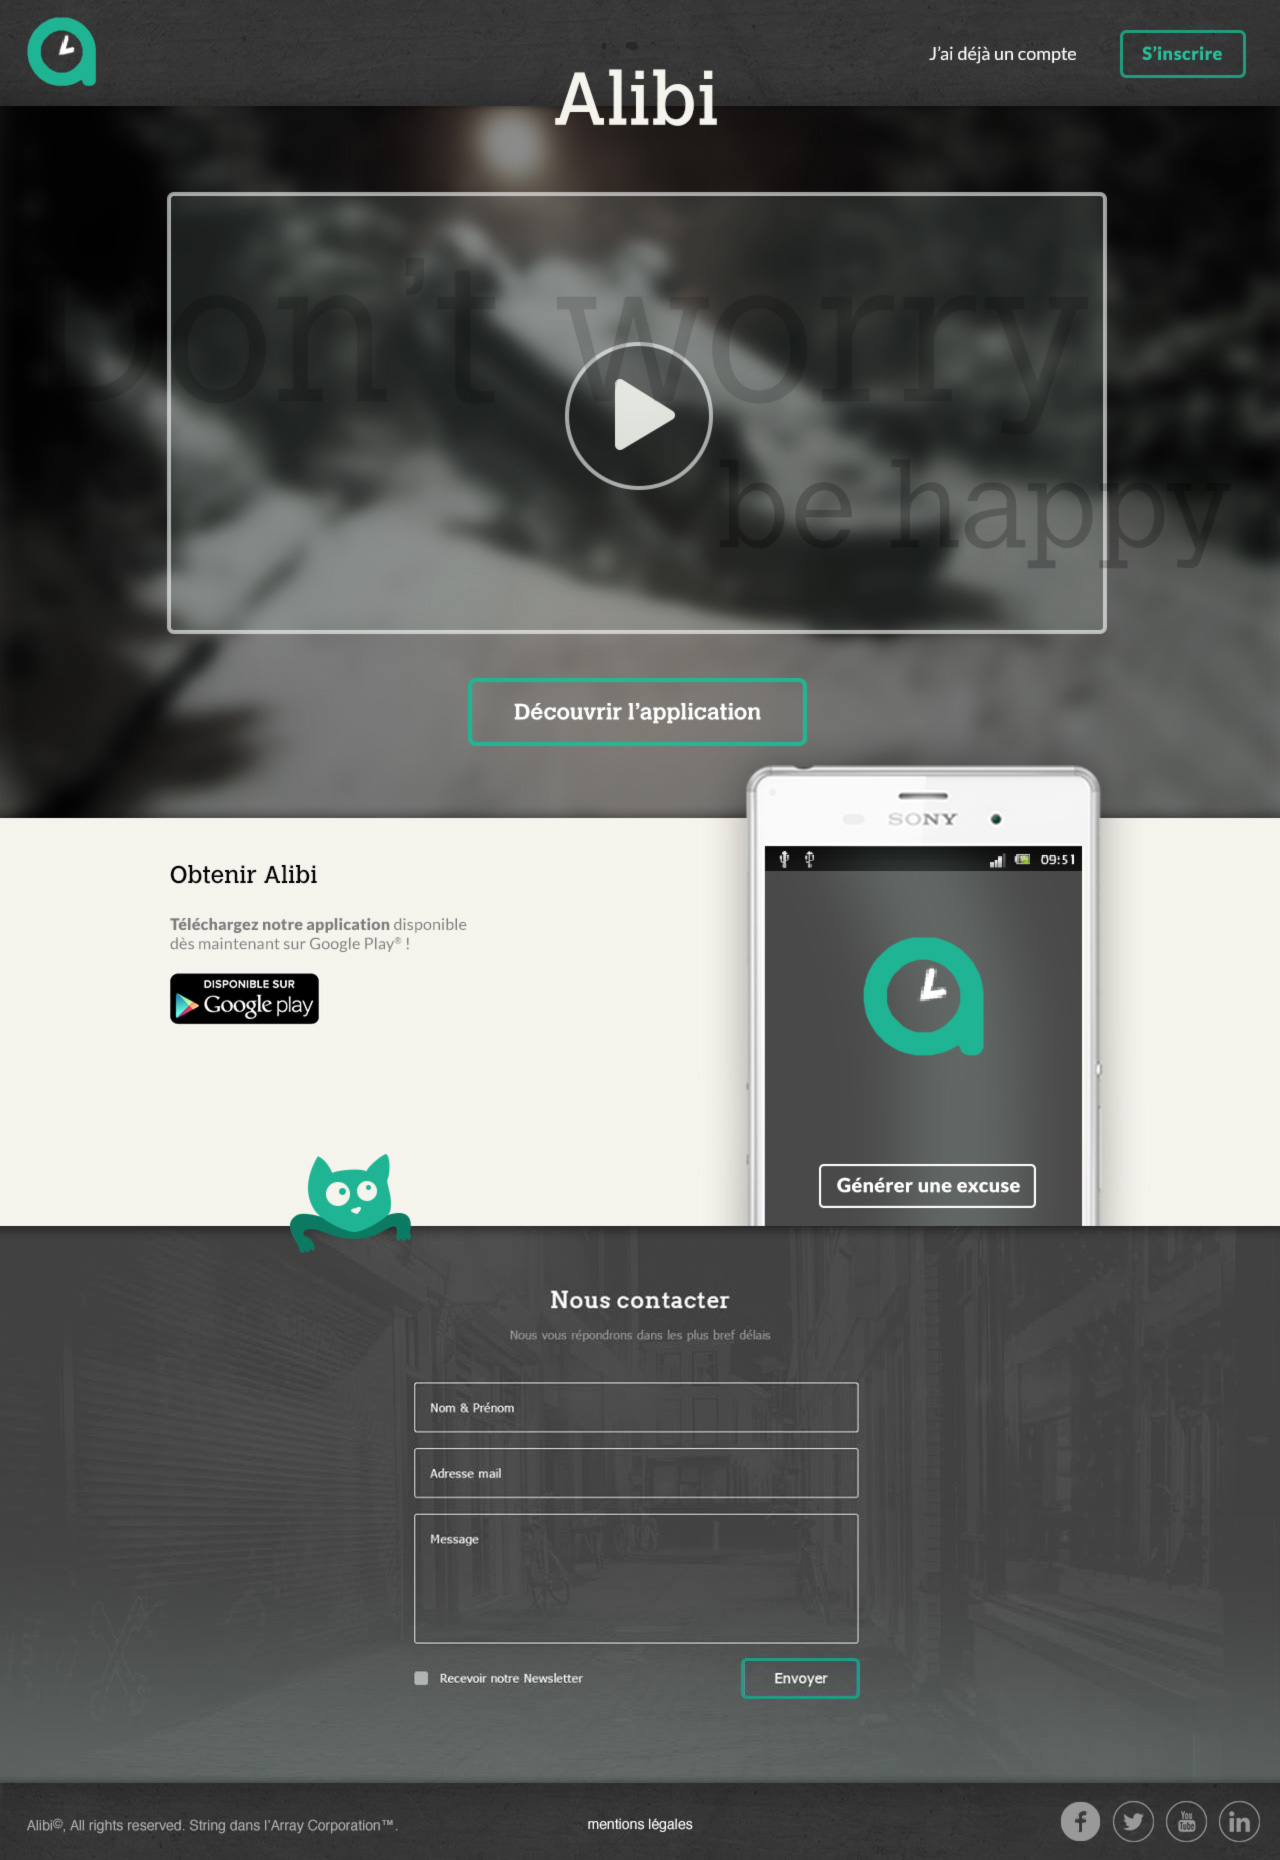 J'ai déjà un compte
S'inscrire
Alibi
Don't worry
be happy
Découvrir l'application
SONY
09:51
Obtenir Alibi
Téléchargez notre application disponible
dès maintenant sur Google Play® !
DISPONIBLE SUR
Google play
Générer une excuse
Nous contacter
Nous vous répondrons dans les plus bref délais
Nom & Prénom
Adresse mail
Message
Recevoir notre Newsletter
Envoyer
Alibi©, All rights reserved. String dans l'Array Corporation™.
mentions légales
f
You
Tube
in